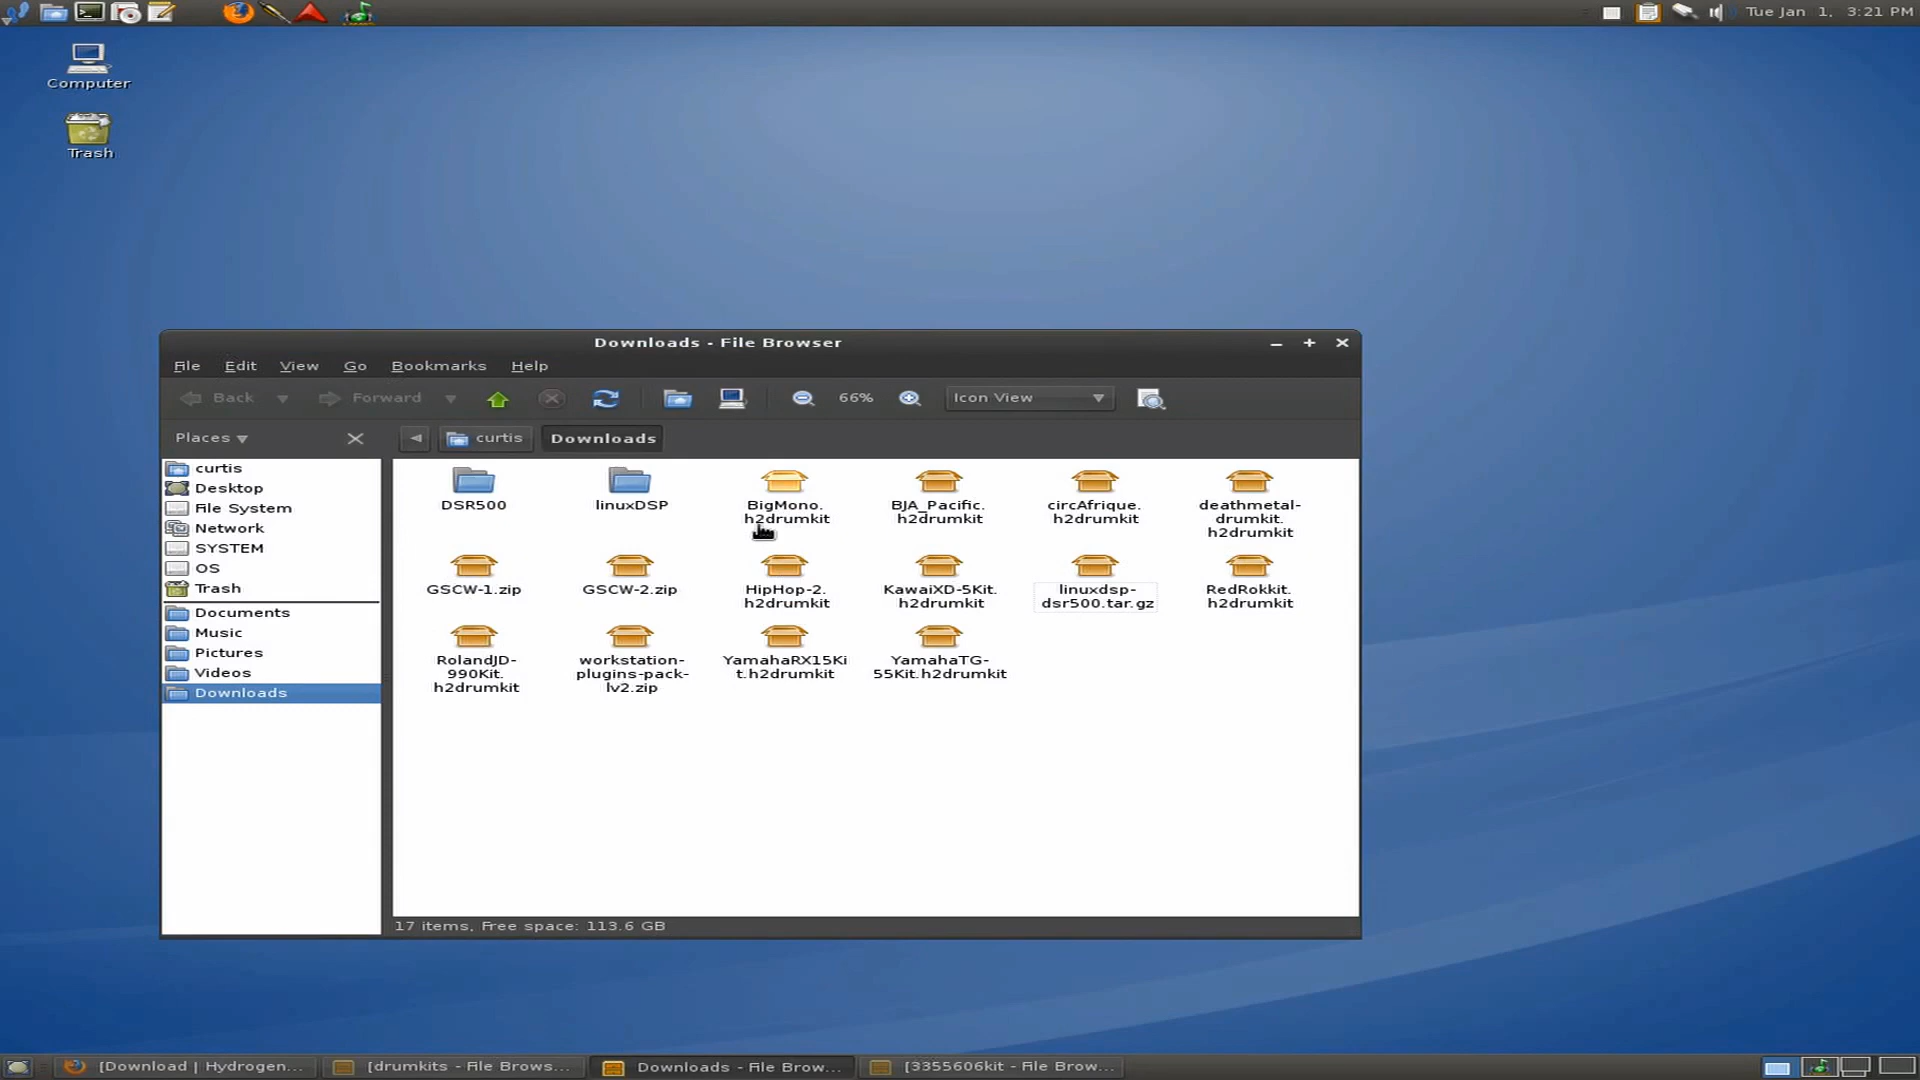 Tue Jan 1, 3:21 PM
Computer
Trash
Downloads - File Browser
File Edit View Go Bookmarks Help
Back Forward 66% Icon View
Places curtis Downloads
curtis
Desktop
File System
Network
SYSTEM
OS
Trash
Documents
Music
Pictures
Videos
Downloads
DSR500
linuxDSP
BigMono.
h2drumkit
BJA_Pacific.
h2drumkit
circAfrique.
h2drumkit
deathmetal-
drumkit.
h2drumkit
GSCW-1.zip
GSCW-2.zip
HipHop-2.
h2drumkit
KawaiXD-5Kit.
h2drumkit
linuxdsp-
dsr500.tar.gz
RedRokkit.
h2drumkit
RolandJD-
990Kit.
h2drumkit
workstation-
plugins-pack-
lv2.zip
YamahaRX15Ki
t.h2drumkit
YamahaTG-
55Kit.h2drumkit
17 items, Free space: 113.6 GB
[Download | Hydrogen... [drumkits - File Brows... Downloads - File Brow... [3355606kit - File Brow...